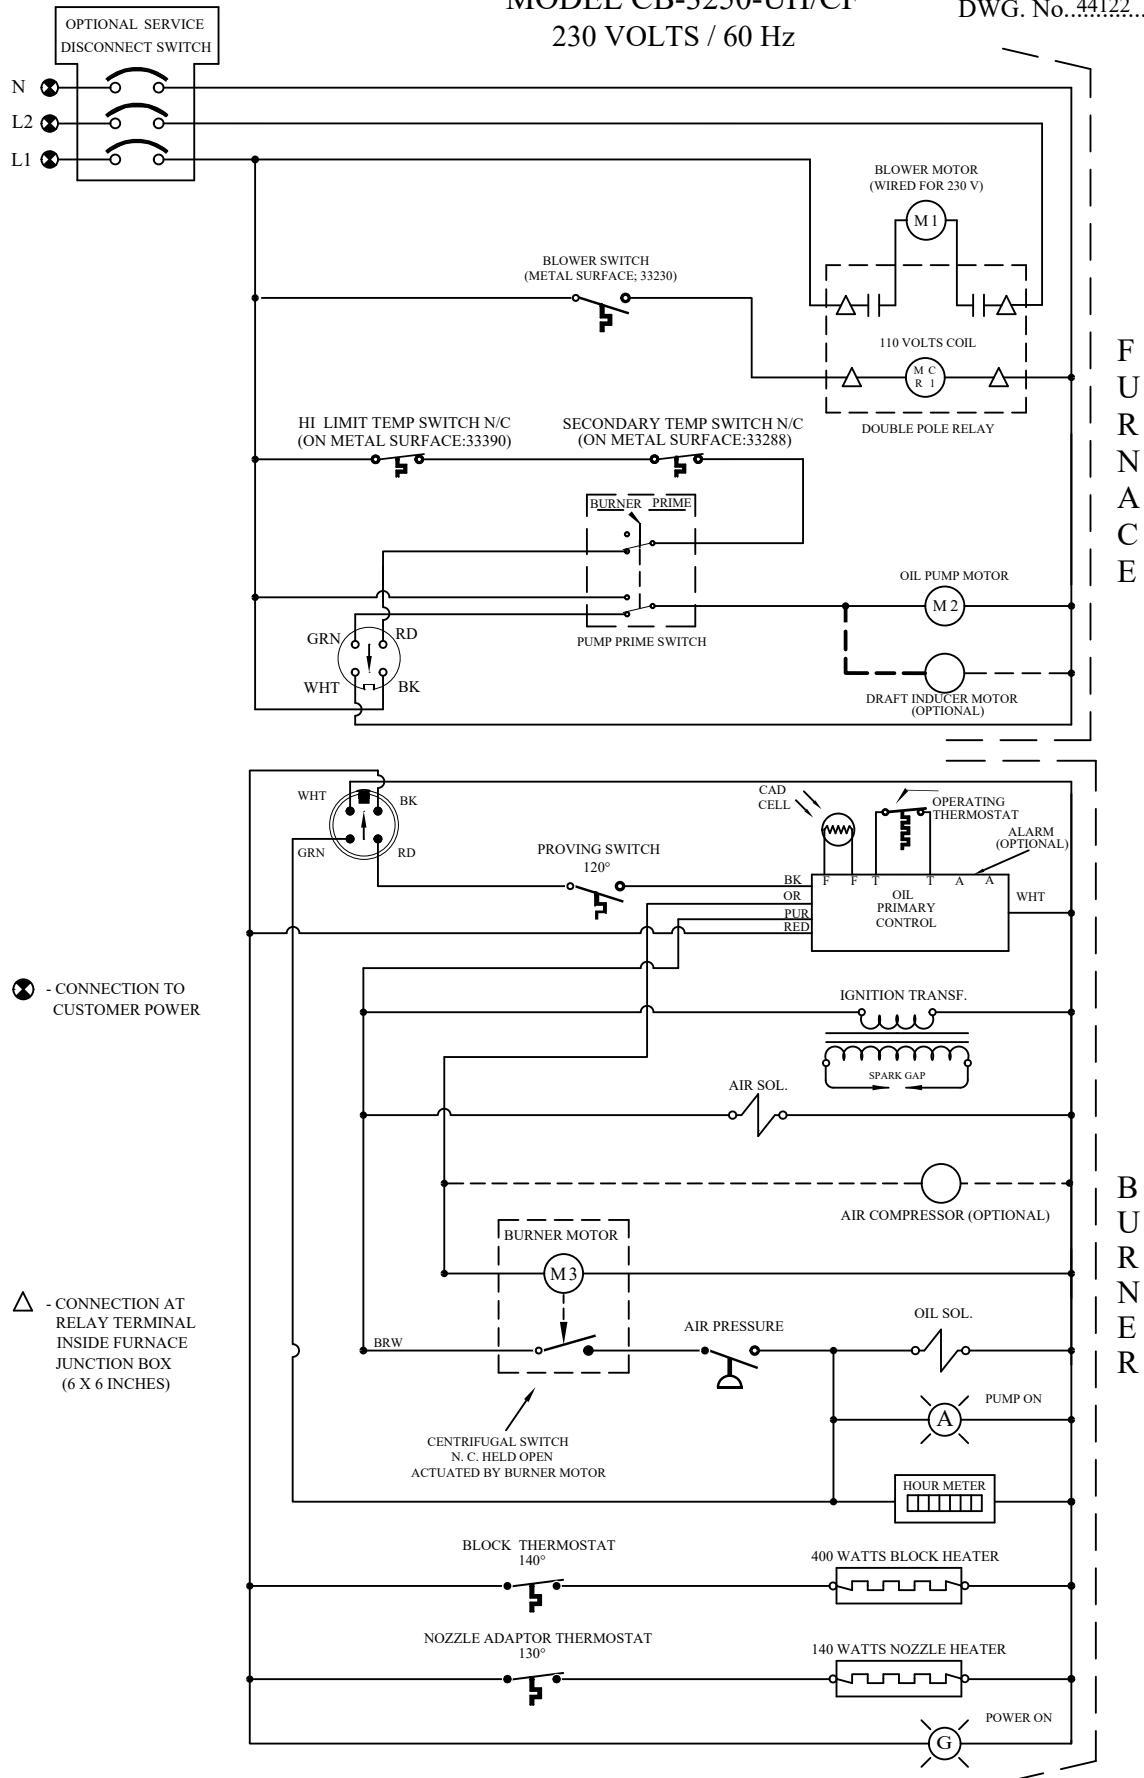 MODEL CB-3250-UH/CF
230 VOLTS / 60 Hz
DWG. No..44122...
OPTIONAL SERVICE
DISCONNECT SWITCH
N
L2
L1
BLOWER MOTOR
(WIRED FOR 230 V)
M 1
BLOWER SWITCH
(METAL SURFACE; 33230)
110 VOLTS COIL
M C
R 1
DOUBLE POLE RELAY
HI LIMIT TEMP SWITCH N/C
(ON METAL SURFACE:33390)
SECONDARY TEMP SWITCH N/C
(ON METAL SURFACE:33288)
BURNER PRIME
PUMP PRIME SWITCH
OIL PUMP MOTOR
M 2
DRAFT INDUCER MOTOR
(OPTIONAL)
GRN
RD
WHT
BK
FURNACE
WHT
BK
GRN
RD
PROVING SWITCH
120°
CAD
CELL
OPERATING
THERMOSTAT
ALARM
(OPTIONAL)
BK
OR
PUR
RED
F F T T A A
OIL
PRIMARY
CONTROL
WHT
- CONNECTION TO
CUSTOMER POWER
IGNITION TRANSF.
SPARK GAP
AIR SOL.
AIR COMPRESSOR (OPTIONAL)
BURNER MOTOR
M 3
BRW
AIR PRESSURE
OIL SOL.
PUMP ON
A
CENTRIFUGAL SWITCH
N. C. HELD OPEN
ACTUATED BY BURNER MOTOR
HOUR METER
- CONNECTION AT
RELAY TERMINAL
INSIDE FURNACE
JUNCTION BOX
(6 X 6 INCHES)
BURNER
BLOCK THERMOSTAT
140°
400 WATTS BLOCK HEATER
NOZZLE ADAPTOR THERMOSTAT
130°
140 WATTS NOZZLE HEATER
POWER ON
G